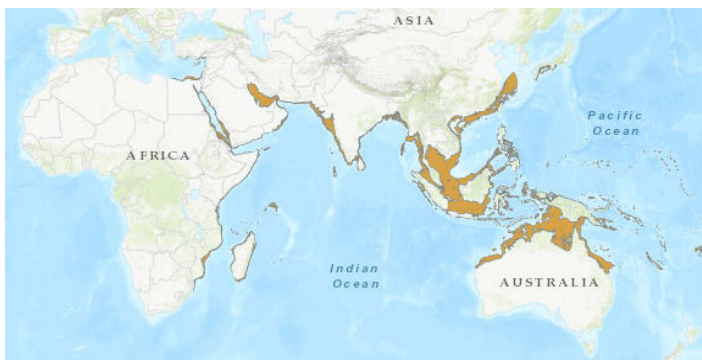 ASIA
Pacific
Ocean
AFRICA
Indian
Ocean
AUSTRALIA